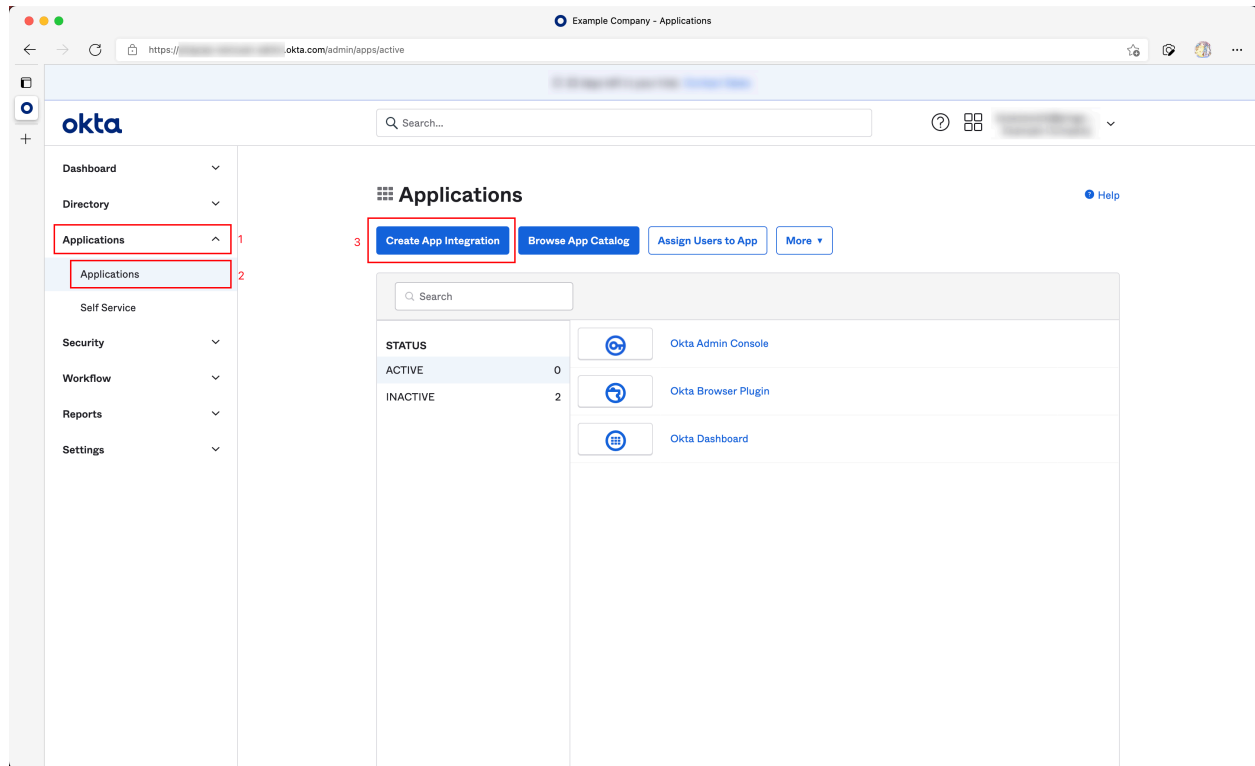 Example Company - Applications
https:// .okta.com/admin/apps/active
okta
Search...
Dashboard
Directory
Applications
1
Applications
2
Self Service
Security
Workflow
Reports
Settings
Applications
Help
3
Create App Integration
Browse App Catalog
Assign Users to App
More
Search
STATUS
ACTIVE 0
INACTIVE 2
Okta Admin Console
Okta Browser Plugin
Okta Dashboard